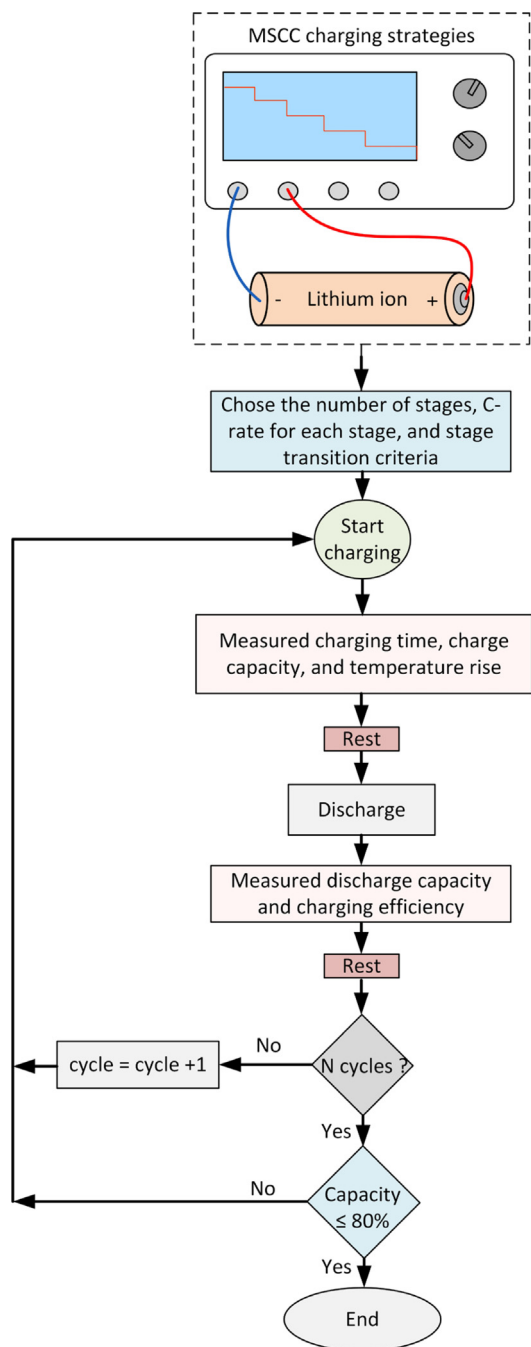 MSCC charging strategies
- Lithium ion +
Chose the number of stages, C-
rate for each stage, and stage
transition criteria
Start
charging
Measured charging time, charge
capacity, and temperature rise
Rest
Discharge
Measured discharge capacity
and charging efficiency
Rest
N cycles ?
No
cycle = cycle +1
Yes
Capacity
≤ 80%
No
Yes
End